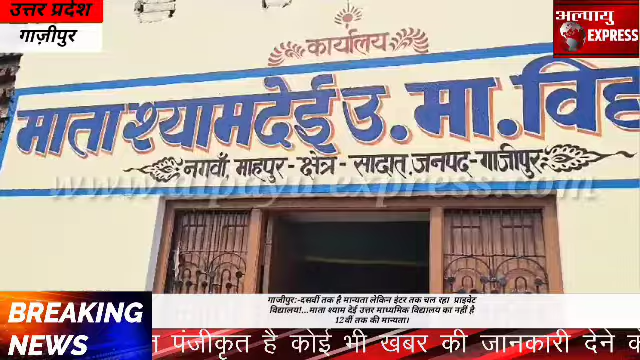 उत्तर प्रदेश
गाज़ीपुर
अल्पायु
EXPRESS
कार्यालय
माता श्यामदेई उ. मा. विद्य
नगवाँ, माहपुर - क्षेत्र - सादात, जनपद - गाजीपुर
गाजीपुर:-दसवीं तक है मान्यता लेकिन इंटर तक चल रहा प्राइवेट
विद्यालय!...माता श्याम देई उत्तर माध्यमिक विद्यालय का नहीं है
12वीं तक की मान्यता।
BREAKING
NEWS
पंजीकृत है कोई भी खबर की जानकारी देने